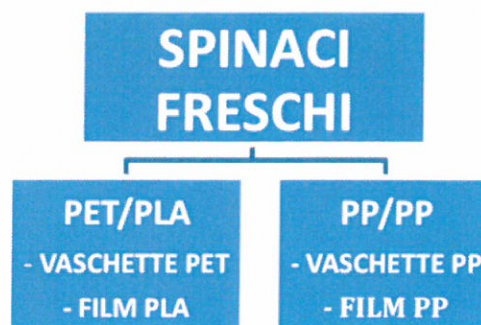 SPINACI
FRESCHI
PET/PLA
- VASCHETTE PET
- FILM PLA
PP/PP
- VASCHETTE PP
- FILM PP